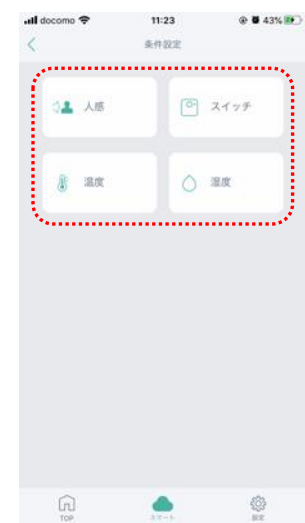 docomo 11:23 43%
条件設定
人感 スイッチ
温度 湿度
TOP スマート 設定